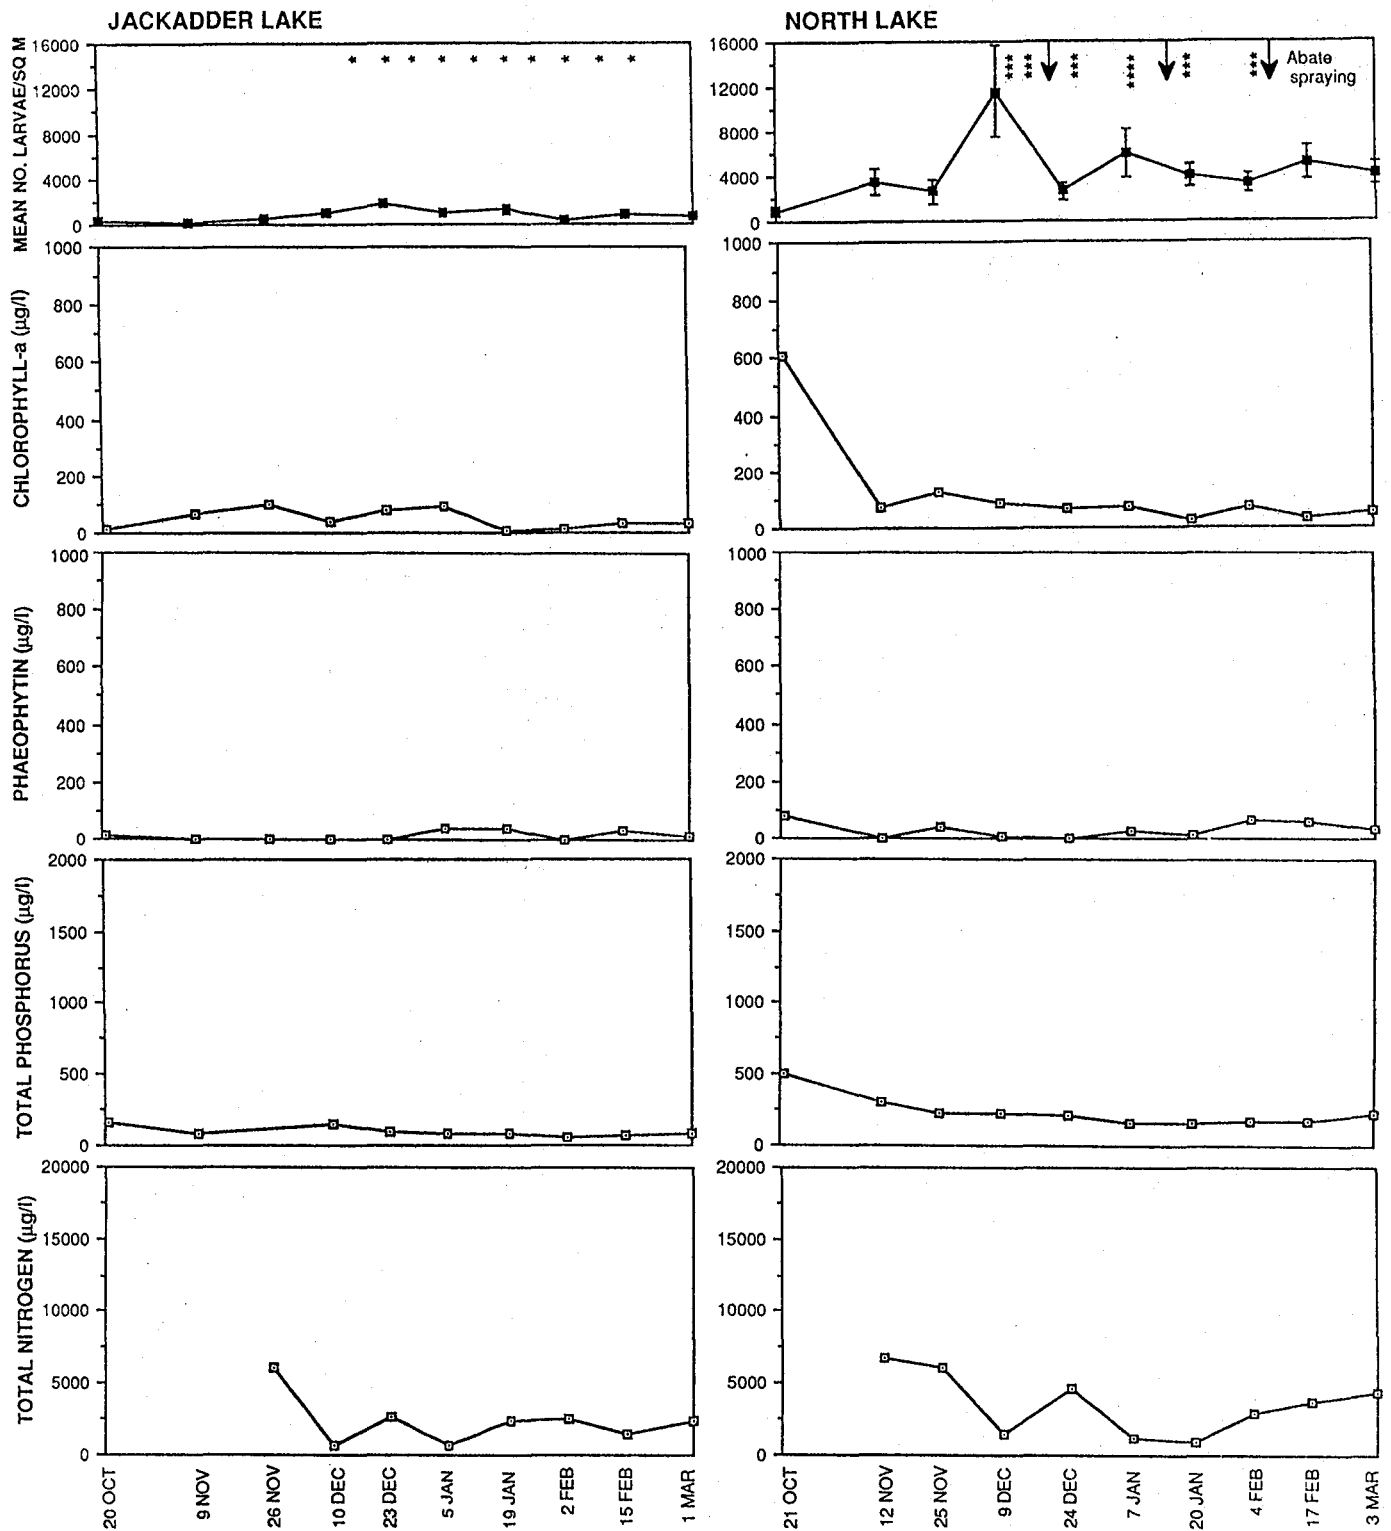 JACKADDER LAKE
NORTH LAKE
MEAN NO. LARVAE/SQ M
16000
12000
8000
4000
0
* * * * * * * * * *
16000
12000
8000
4000
0
*** *** *** **** *** ***
Abate
spraying
CHLOROPHYLL-a (µg/l)
1000
800
600
400
200
0
1000
800
600
400
200
0
PHAEOPHYTIN (µg/l)
1000
800
600
400
200
0
1000
800
600
400
200
0
TOTAL PHOSPHORUS (µg/l)
2000
1500
1000
500
0
2000
1500
1000
500
0
TOTAL NITROGEN (µg/l)
20000
15000
10000
5000
0
20000
15000
10000
5000
0
20 OCT
9 NOV
26 NOV
10 DEC
23 DEC
5 JAN
19 JAN
2 FEB
15 FEB
1 MAR
21 OCT
12 NOV
25 NOV
9 DEC
24 DEC
7 JAN
20 JAN
4 FEB
17 FEB
3 MAR